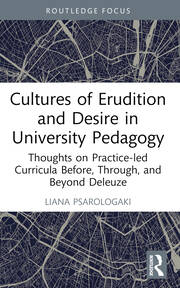 ROUTLEDGE FOCUS
Cultures of Erudition
and Desire in
University Pedagogy
Thoughts on Practice-led
Curricula Before, Through, and
Beyond Deleuze
LIANA PSAROLOGAKI
R
Routledge